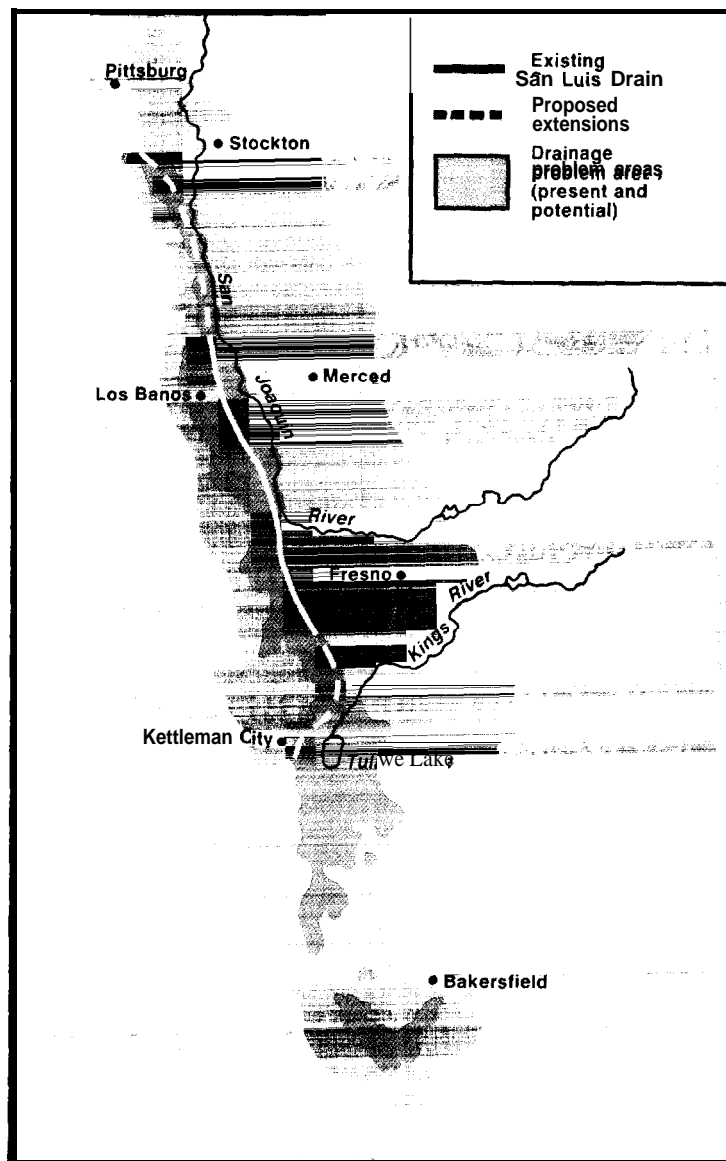 Existing
San Luis Drain
Proposed
extensions
Drainage
problem areas
(present and
potential)
Pittsburg
Stockton
San
Joaquin
Merced
Los Banos
River
Fresno
River
Kings
Kettleman City
Lake
Bakersfield